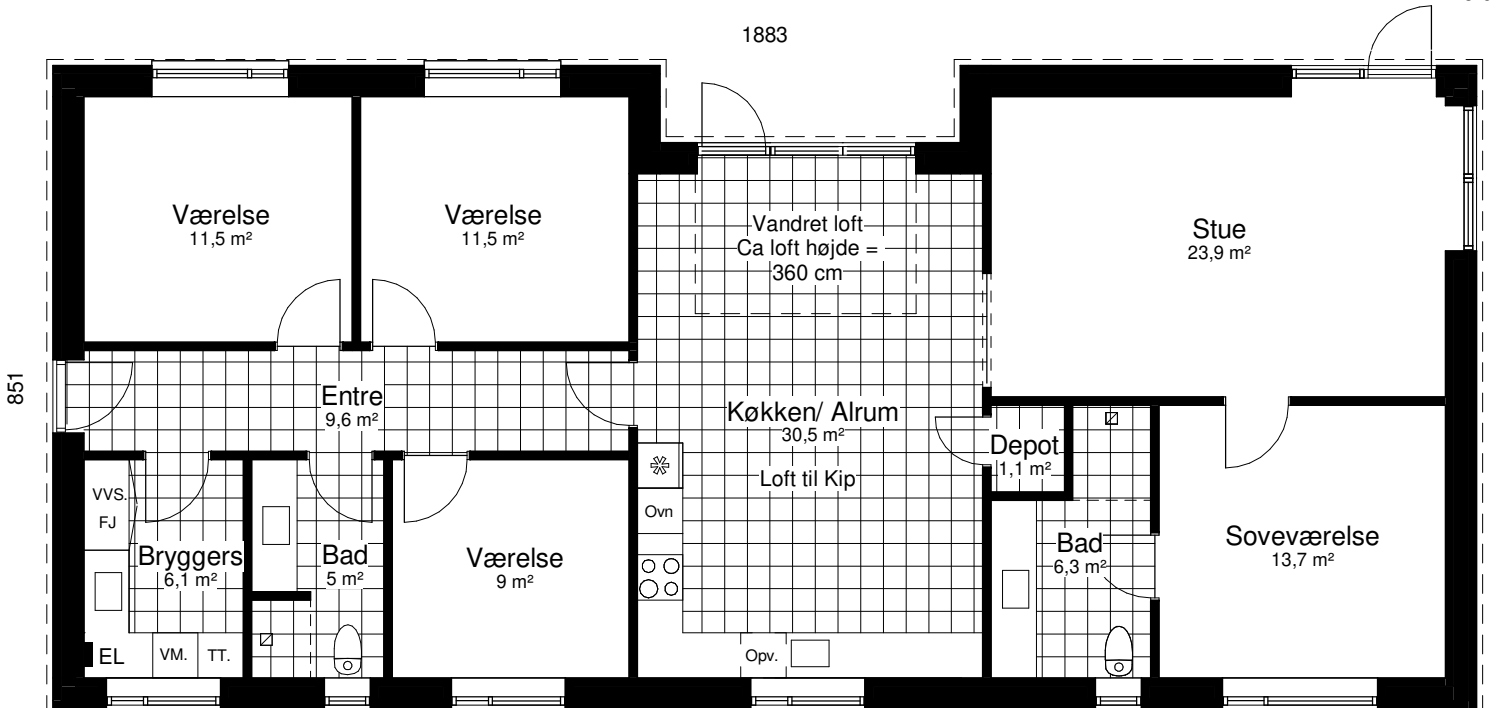 1883
851
Værelse
11,5 m²
Værelse
11,5 m²
Vandret loft
Ca loft højde =
360 cm
Stue
23,9 m²
Entre
9,6 m²
Køkken/ Alrum
30,5 m²
Loft til Kip
Depot
1,1 m²
VVS.
FJ
Bryggers
6,1 m²
EL
VM.
TT.
Bad
5 m²
Værelse
9 m²
Ovn
Opv.
Bad
6,3 m²
Soveværelse
13,7 m²